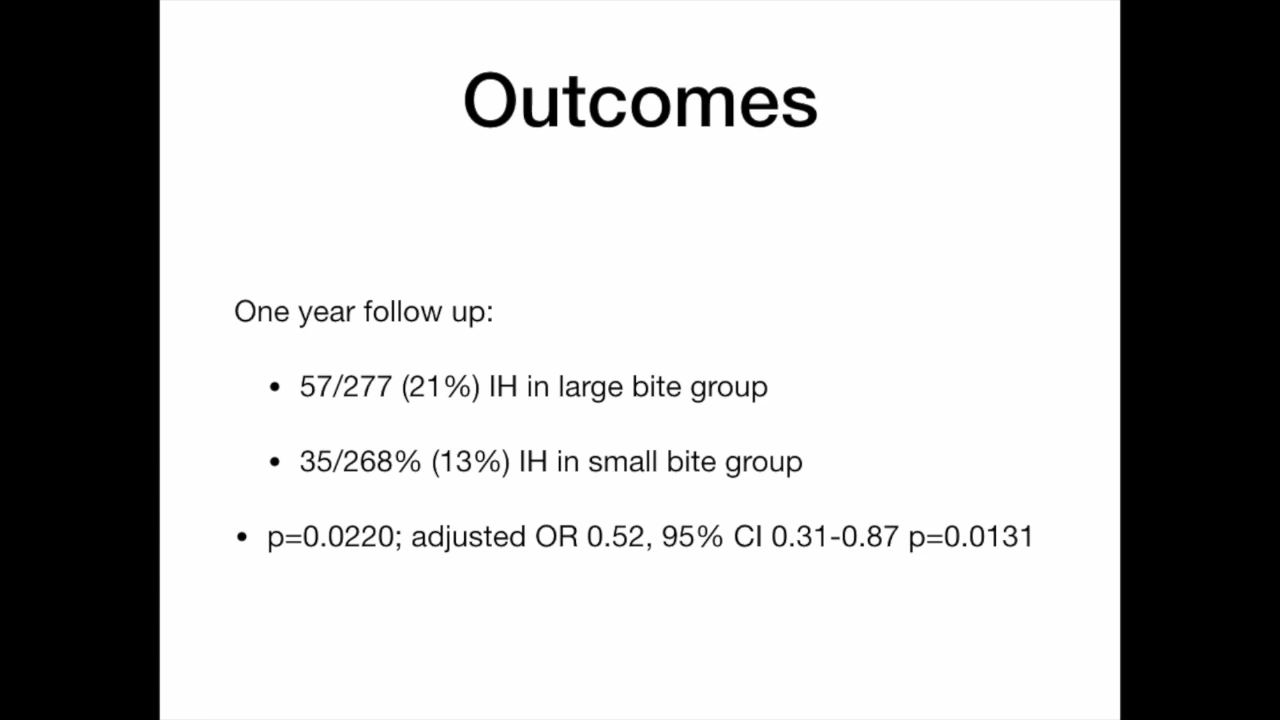 Outcomes
One year follow up:
• 57/277 (21%) IH in large bite group
• 35/268% (13%) IH in small bite group
• p=0.0220; adjusted OR 0.52, 95% CI 0.31-0.87 p=0.0131